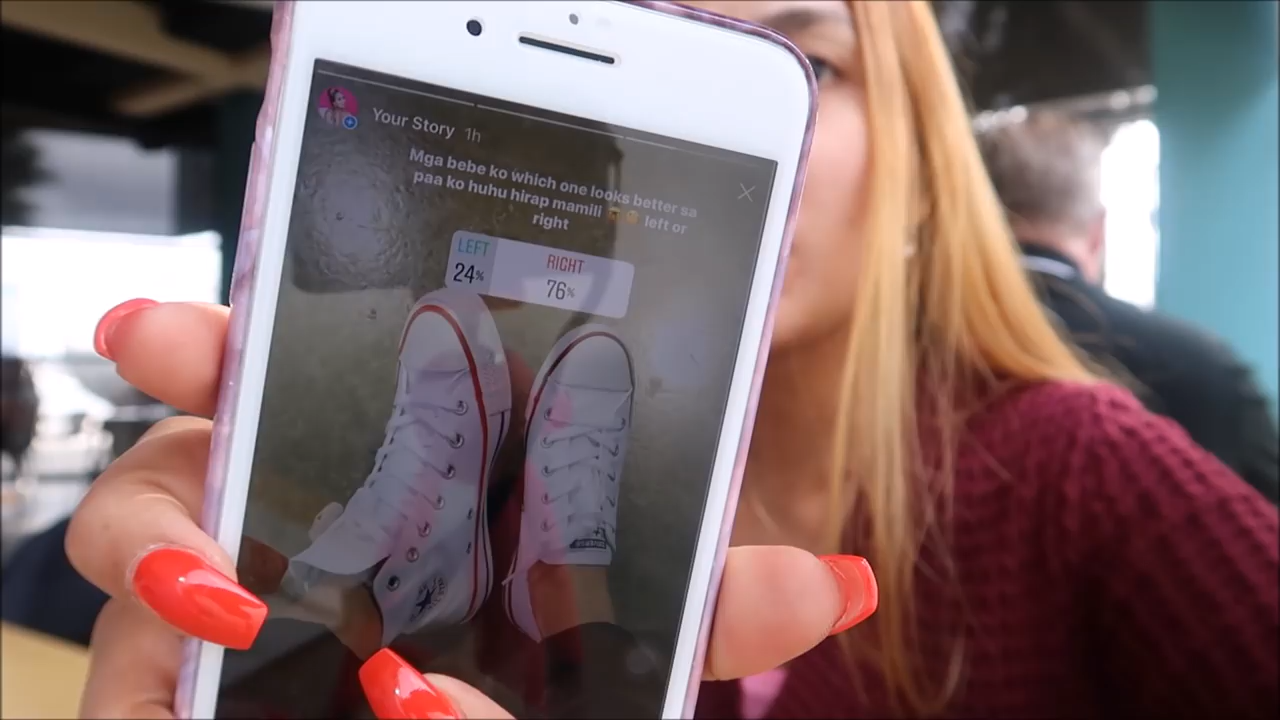 Your Story 1h
Mga bebe ko which one looks better sa
paa ko huhu hirap mamili left or
right
LEFT RIGHT
24% 76%